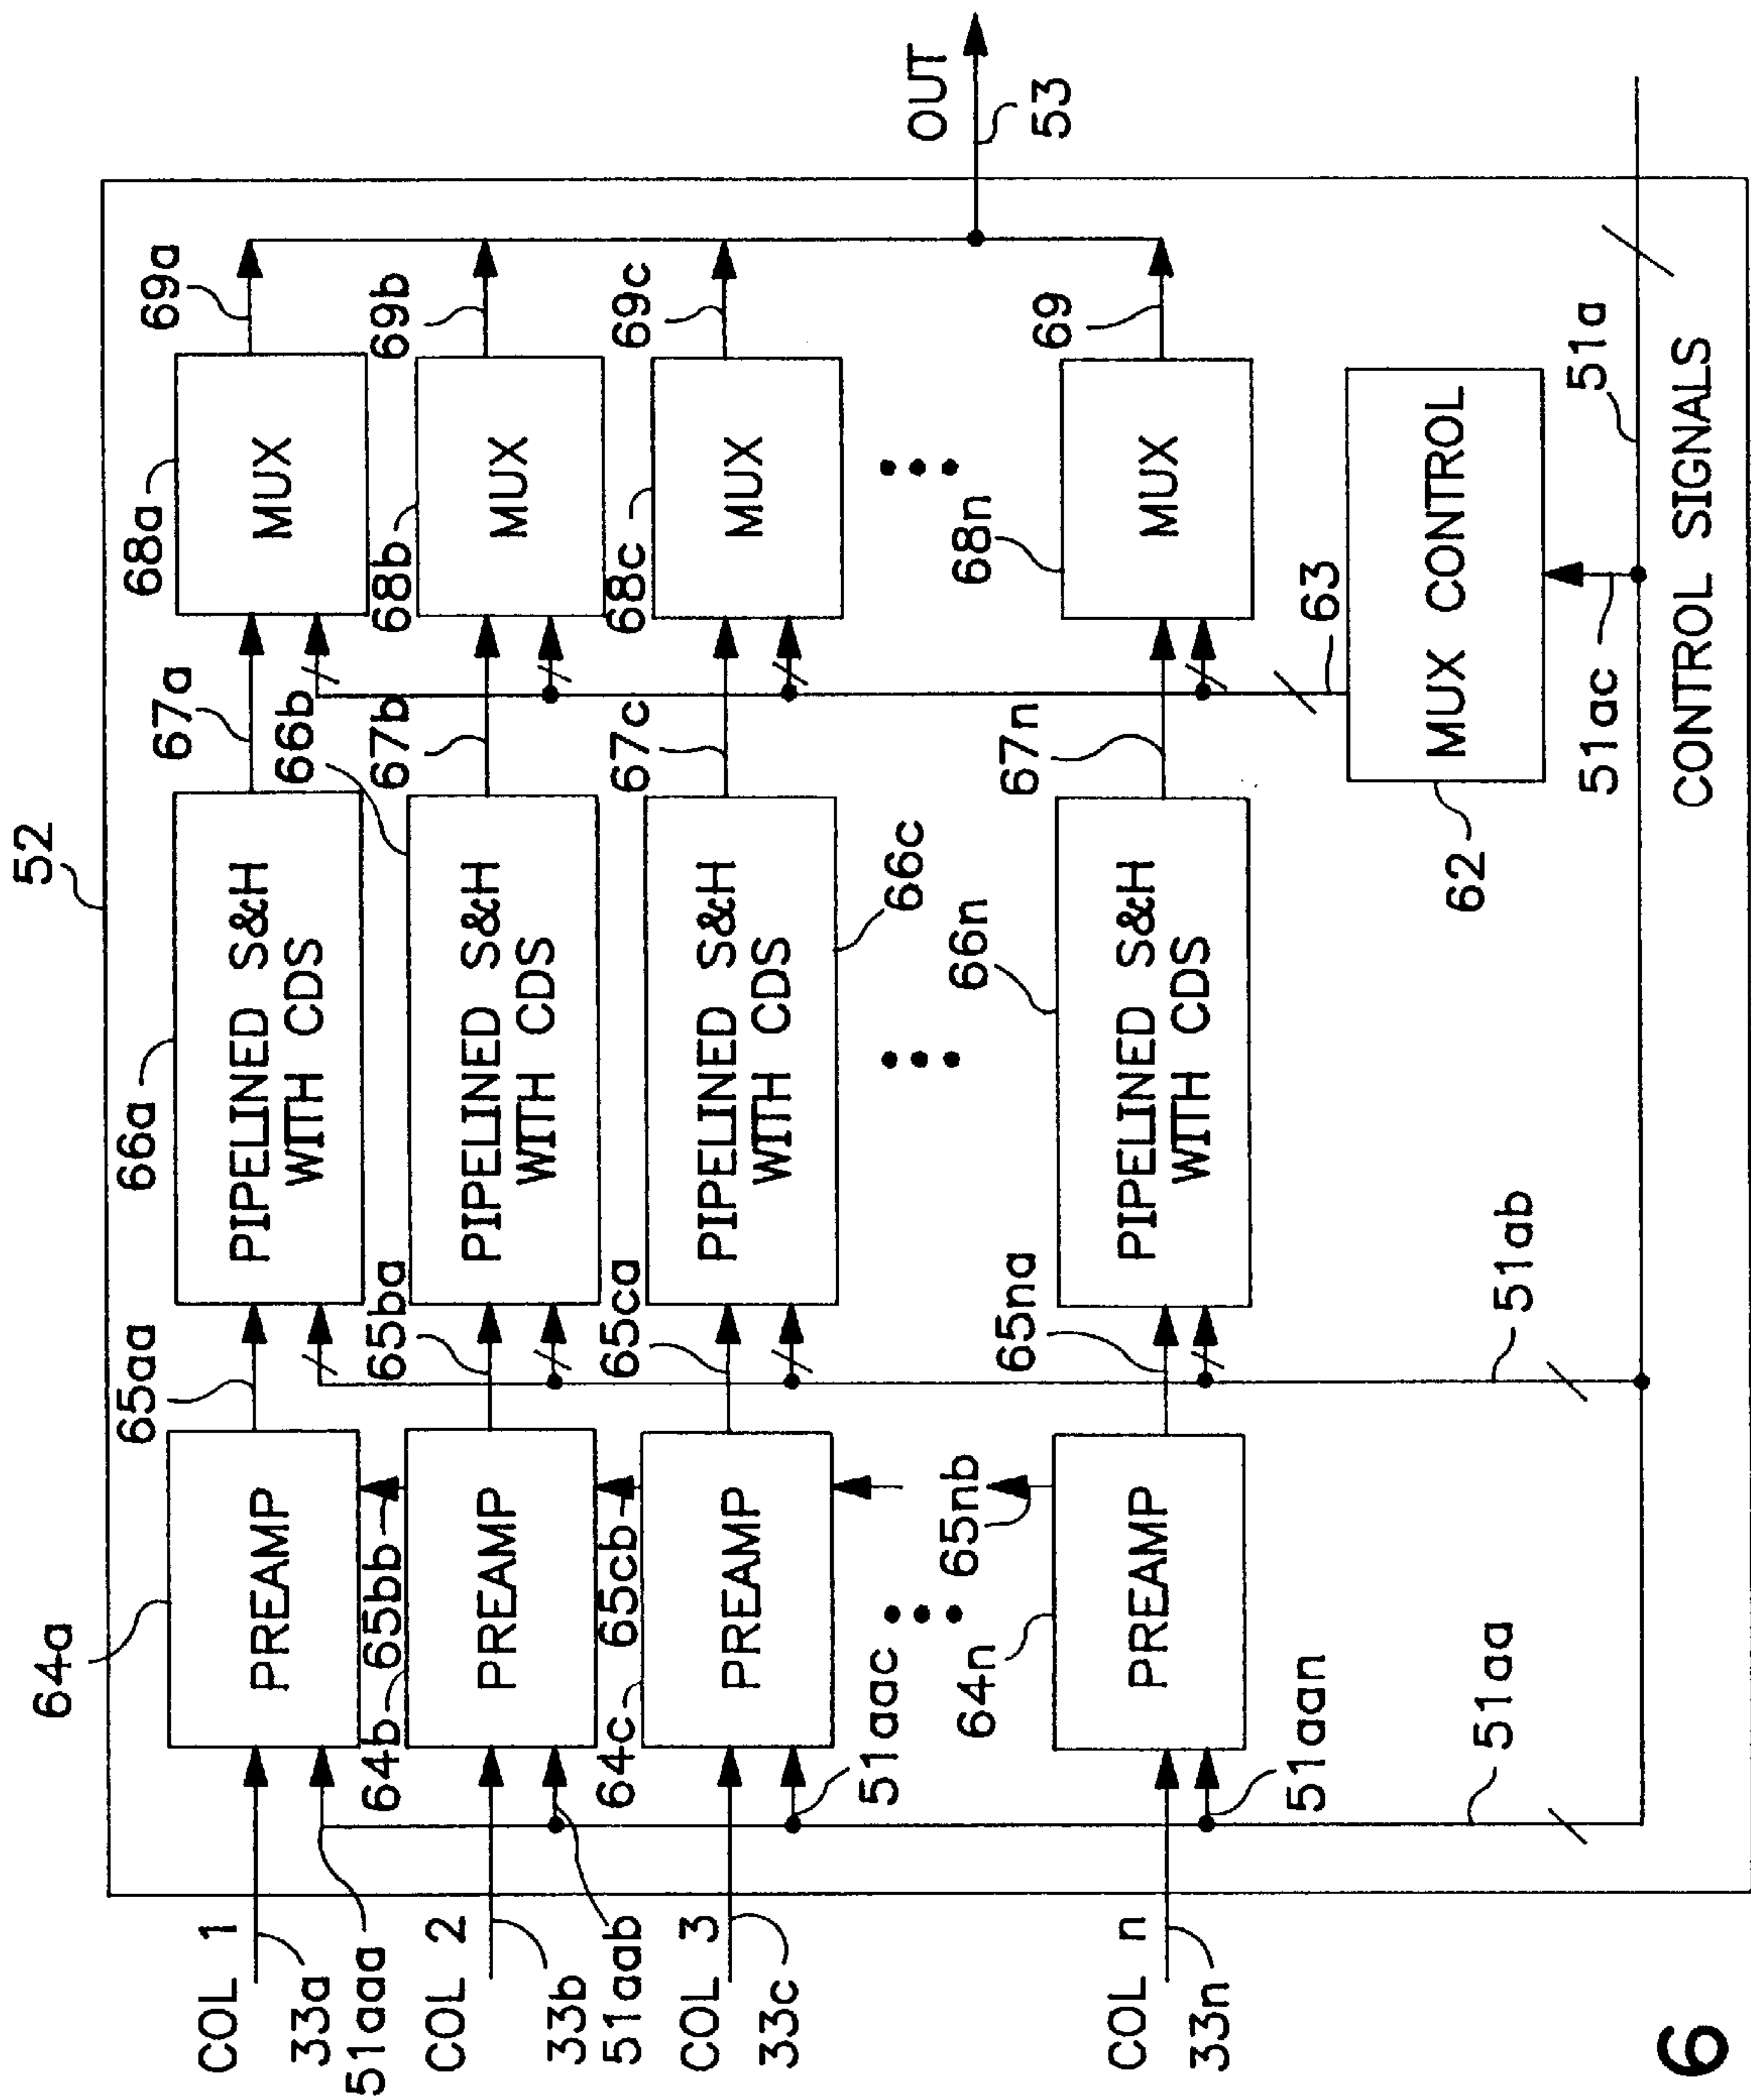 52
COL 1
33a
51aaa
64a
PREAMP
65aa
66a
PIPELINED S&H
WITH CDS
67a
68a
MUX
69a
COL 2
33b
51aab
64b
65bb
PREAMP
65ba
66b
PIPELINED S&H
WITH CDS
67b
68b
MUX
69b
COL 3
33c
51aac
64c
65cb
PREAMP
65ca
66c
PIPELINED S&H
WITH CDS
67c
68c
MUX
69c
OUT
53
COL n
33n
51aan
64n
65nb
PREAMP
65na
66n
PIPELINED S&H
WITH CDS
67n
68n
MUX
69
51aa
51ab
62
MUX CONTROL
63
51ac
51a
CONTROL SIGNALS
6